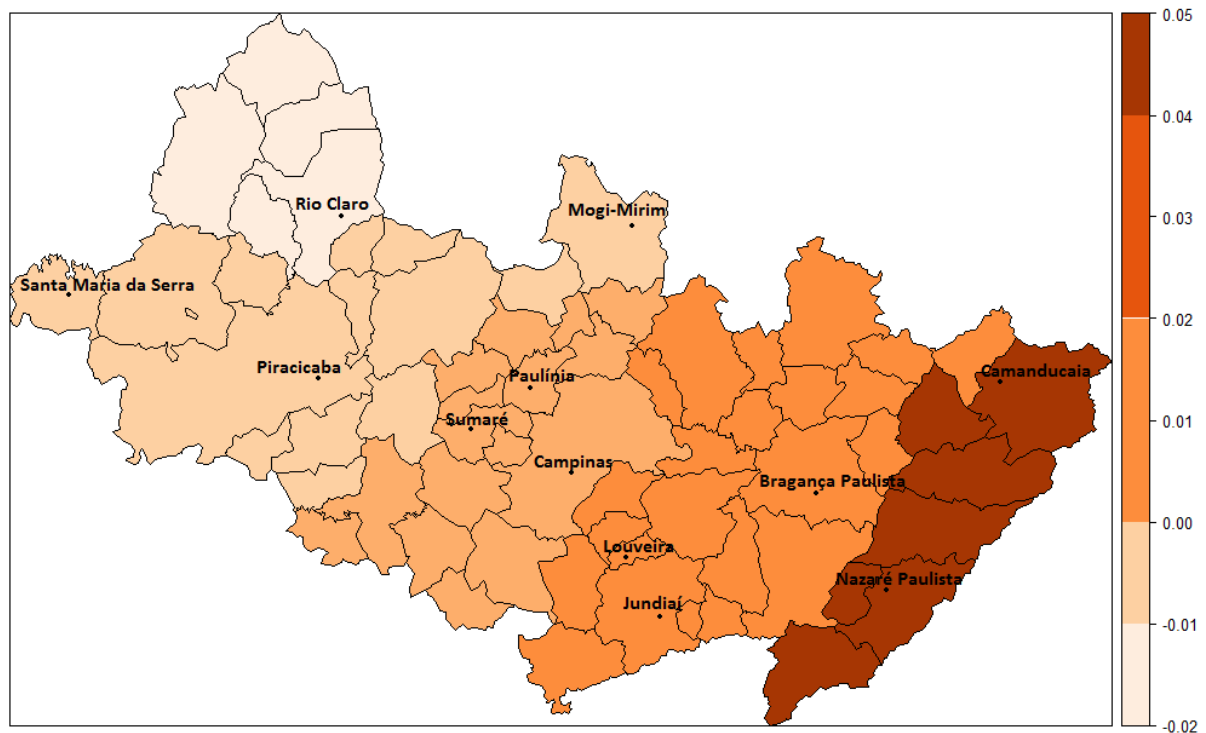 0.05
0.04
0.03
0.02
0.01
0.00
-0.01
-0.02
Rio Claro
Mogi-Mirim
Santa Maria da Serra
Piracicaba
Paulínia
Camanducaia
Sumaré
Campinas
Bragança Paulista
Louveira
Nazaré Paulista
Jundiaí